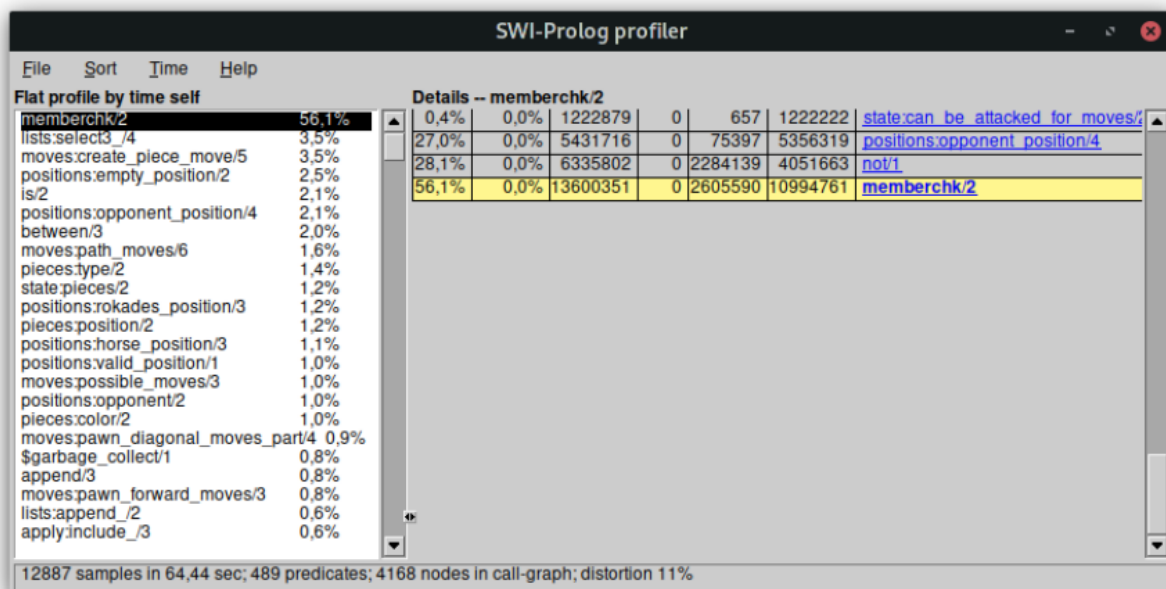 SWI-Prolog profiler
File Sort Time Help
Flat profile by time self
memberchk/2 56,1%
lists:select3_/4 3,5%
moves:create_piece_move/5 3,5%
positions:empty_position/2 2,5%
is/2 2,1%
positions:opponent_position/4 2,1%
between/3 2,0%
moves:path_moves/6 1,6%
pieces:type/2 1,4%
state:pieces/2 1,2%
positions:rokades_position/3 1,2%
pieces:position/2 1,2%
positions:horse_position/3 1,1%
positions:valid_position/1 1,0%
moves:possible_moves/3 1,0%
positions:opponent/2 1,0%
pieces:color/2 1,0%
moves:pawn_diagonal_moves_part/4 0,9%
$garbage_collect/1 0,8%
append/3 0,8%
moves:pawn_forward_moves/3 0,8%
lists:append_/2 0,6%
apply:include_/3 0,6%
Details -- memberchk/2
0,4% 0,0% 1222879 0 657 1222222 state:can_be_attacked_for_moves/2
27,0% 0,0% 5431716 0 75397 5356319 positions:opponent_position/4
28,1% 0,0% 6335802 0 2284139 4051663 not/1
56,1% 0,0% 13600351 0 2605590 10994761 memberchk/2
12887 samples in 64,44 sec; 489 predicates; 4168 nodes in call-graph; distortion 11%